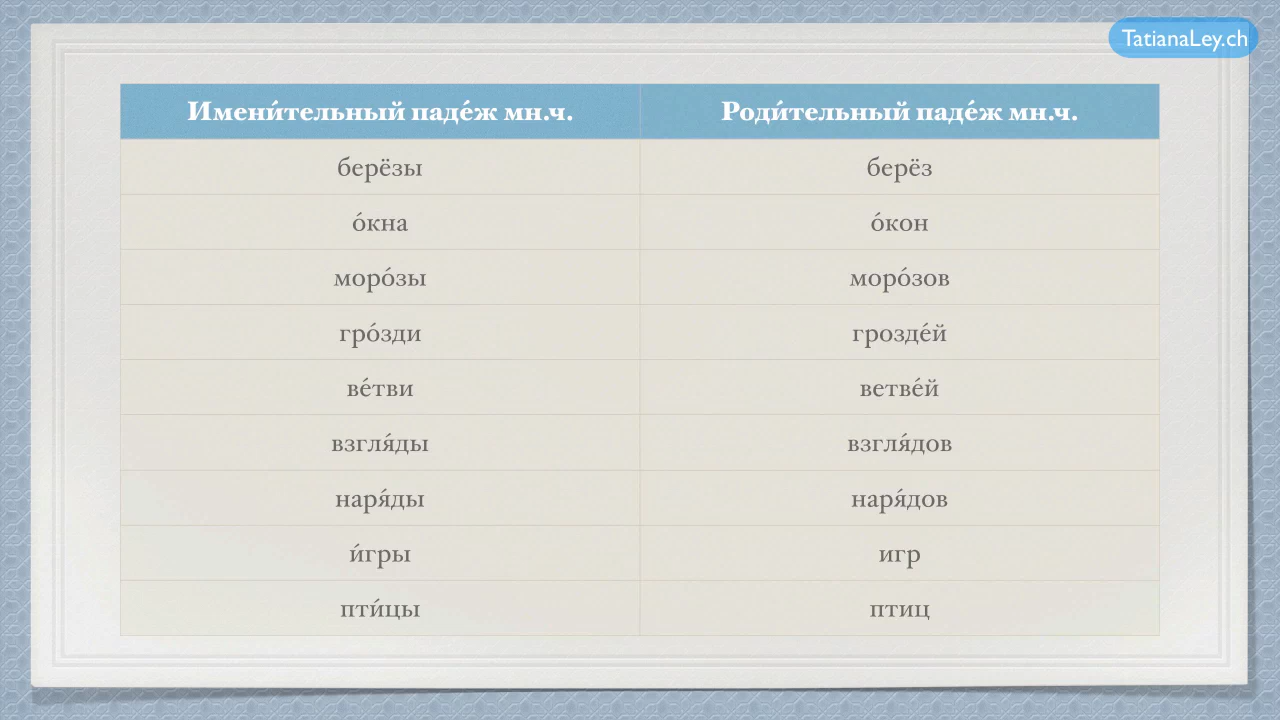 TatianaLey.ch
Имени́тельный паде́ж мн.ч. Роди́тельный паде́ж мн.ч.
берёзы берёз
о́кна о́кон
моро́зы моро́зов
гро́зди грозде́й
ве́тви ветве́й
взгля́ды взгля́дов
наря́ды наря́дов
и́гры игр
пти́цы птиц